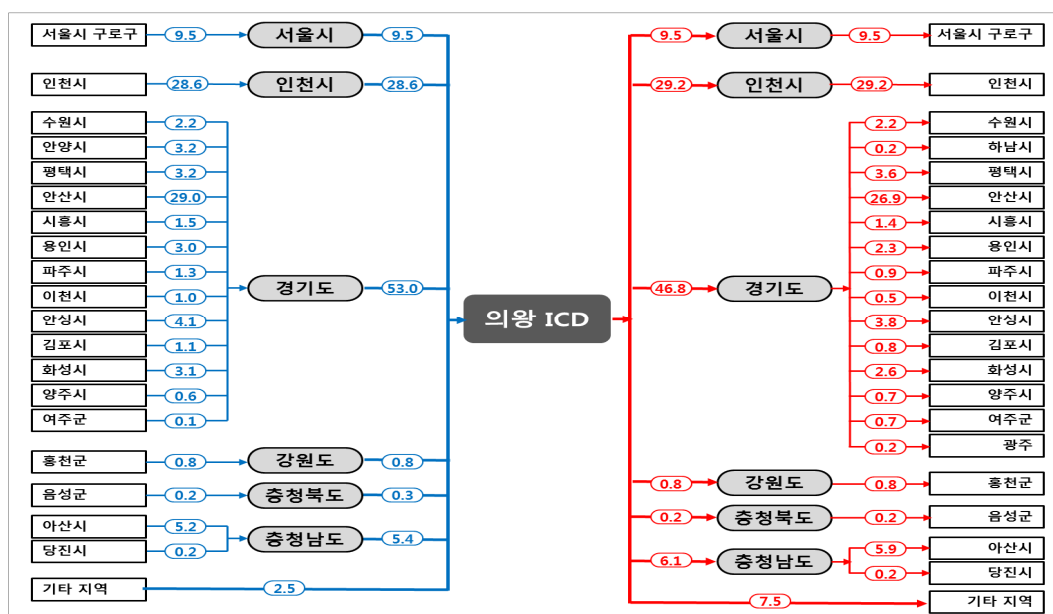 서울시 구로구 9.5 서울시 9.5
인천시 28.6 인천시 28.6
수원시 2.2
안양시 3.2
평택시 3.2
안산시 29.0
시흥시 1.5
용인시 3.0
파주시 1.3
경기도 53.0
이천시 1.0
안싱시 4.1
김포시 1.1
화성시 3.1
양주시 0.6
여주군 0.1
홍천군 0.8 강원도 0.8
음성군 0.2 충청북도 0.3
아산시 5.2
당진시 0.2
충청남도 5.4
기타 지역 2.5
의왕 ICD
9.5 서울시 9.5 서울시 구로구
29.2 인천시 29.2 인천시
46.8 경기도
2.2 수원시
0.2 하남시
3.6 평택시
26.9 안산시
1.4 시흥시
2.3 용인시
0.9 파주시
0.5 이천시
3.8 안싱시
0.8 김포시
2.6 화성시
0.7 양주시
0.7 여주군
0.2 광주
0.8 강원도 0.8 홍천군
0.2 충청북도 0.2 음성군
6.1 충청남도
5.9 아산시
0.2 당진시
7.5 기타 지역